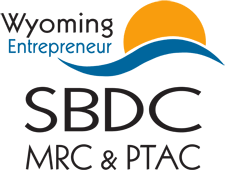 Wyoming
Entrepreneur
SBDC
MRC & PTAC